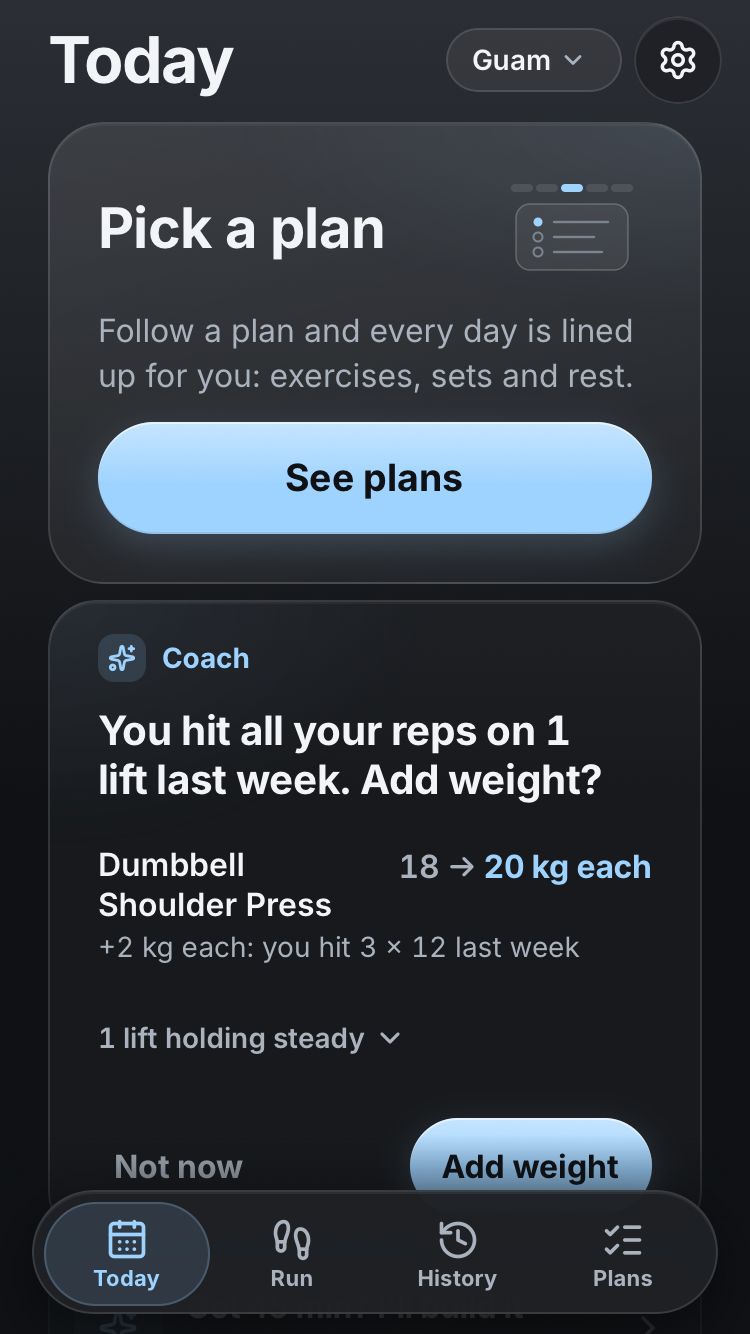 Today
Guam
Pick a plan
Follow a plan and every day is lined
up for you: exercises, sets and rest.
See plans
Coach
You hit all your reps on 1
lift last week. Add weight?
Dumbbell
Shoulder Press
18 → 20 kg each
+2 kg each: you hit 3 × 12 last week
1 lift holding steady
Not now
Add weight
Today
Run
History
Plans